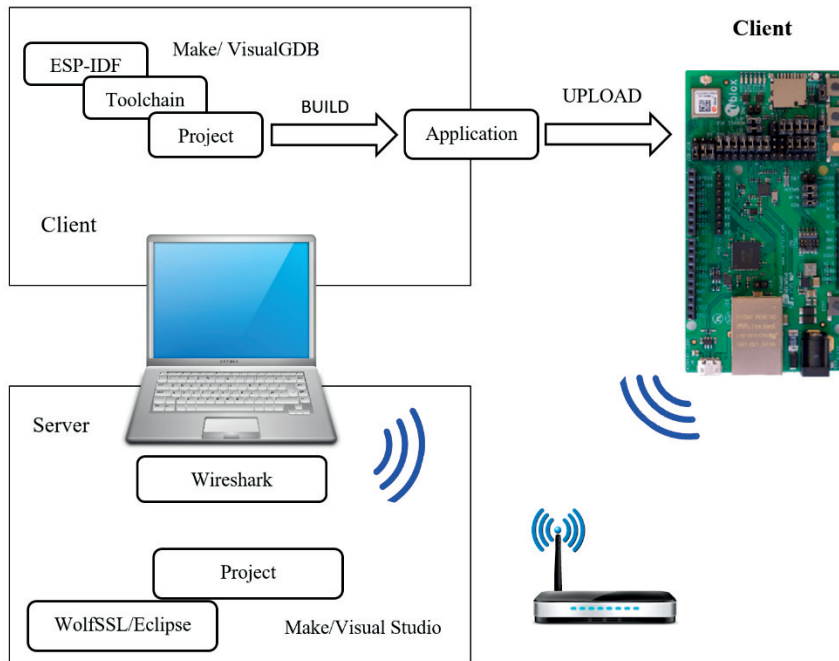 Make/ VisualGDB
ESP-IDF
Toolchain
Project
BUILD
Application
UPLOAD
Client
Client
blox
Server
Wireshark
Project
WolfSSL/Eclipse
Make/Visual Studio